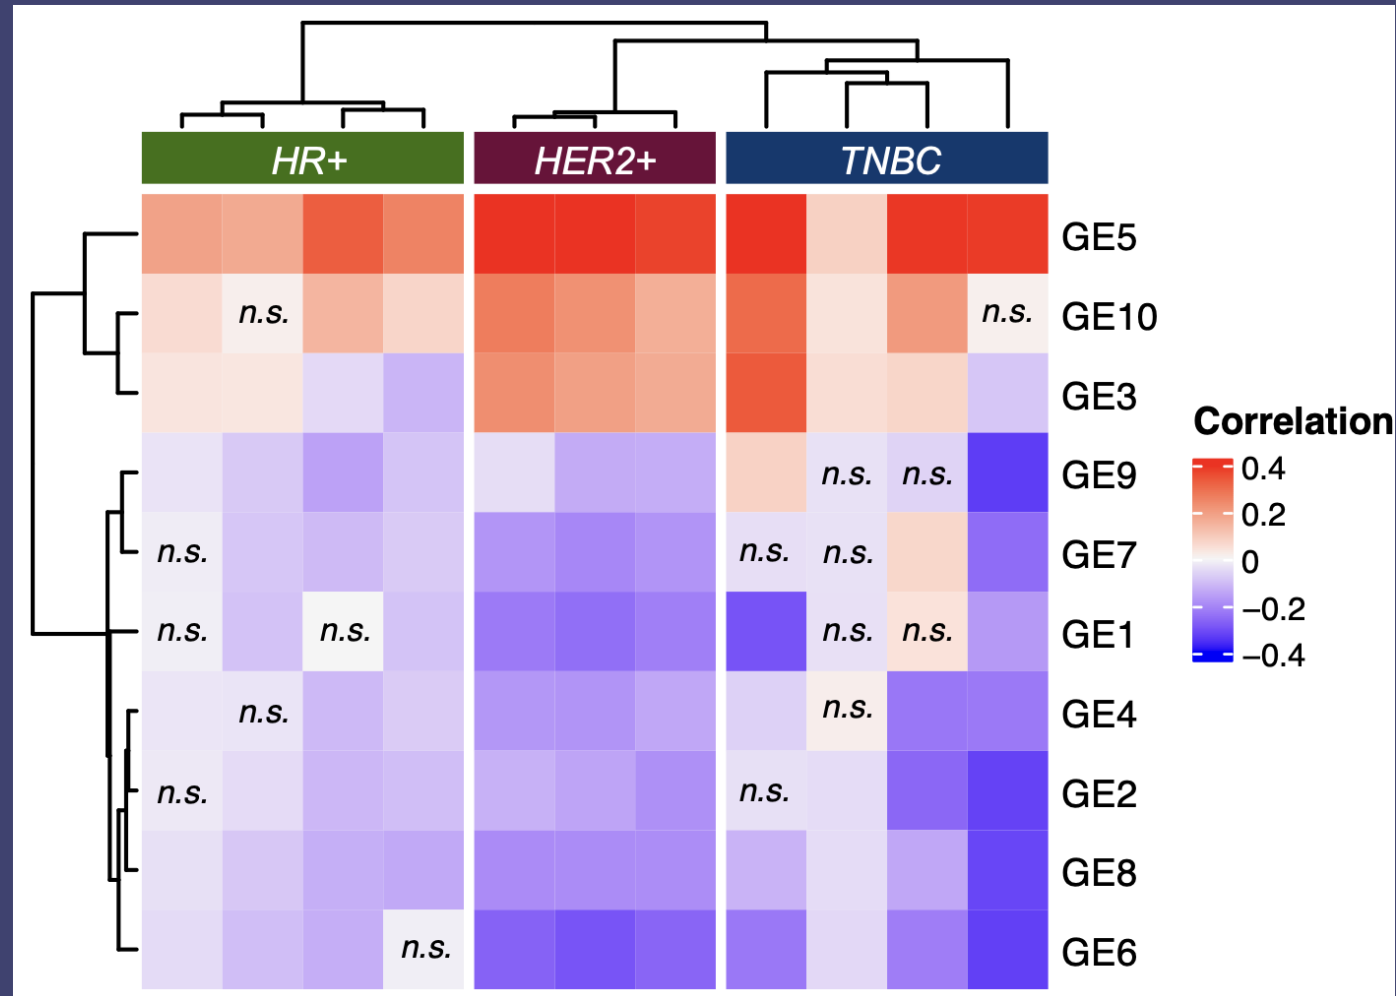 HR+ HER2+ TNBC
GE5
n.s. n.s. GE10
GE3
n.s. n.s. GE9
n.s. n.s. n.s. GE7
n.s. n.s. n.s. n.s. GE1
n.s. n.s. GE4
n.s. n.s. GE2
GE8
n.s. GE6
Correlation
0.4
0.2
0
−0.2
−0.4